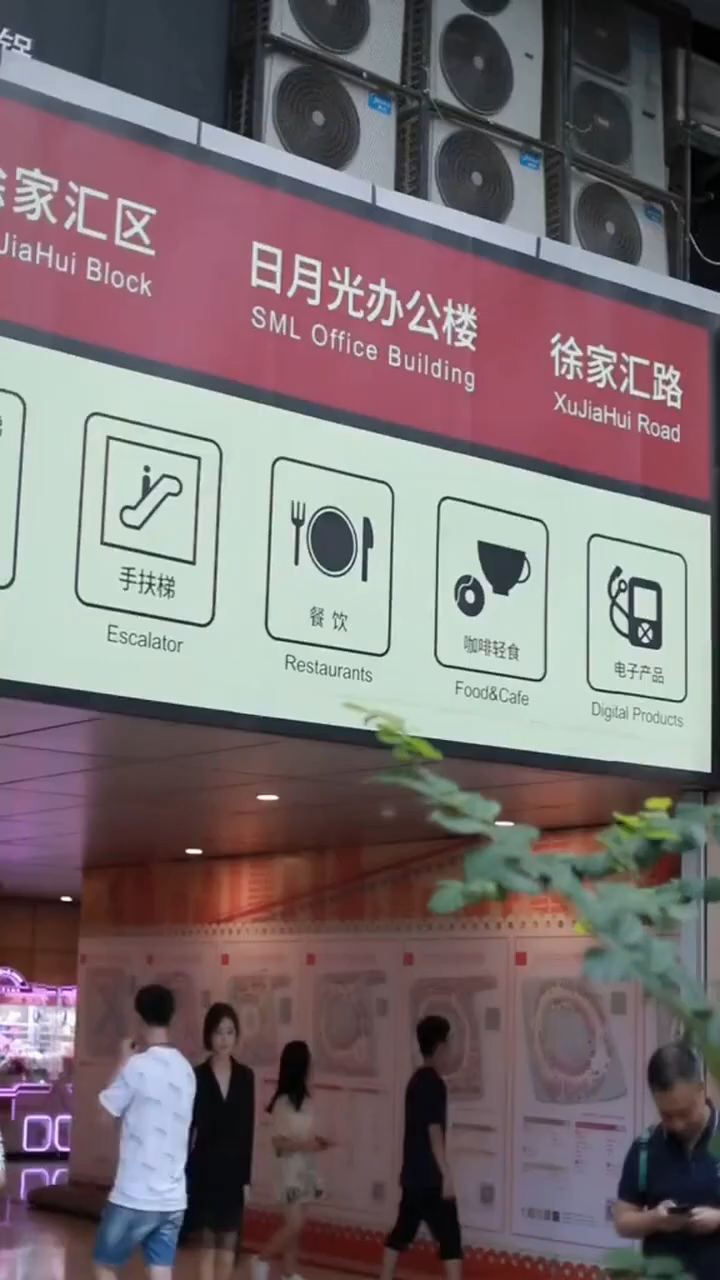 锅
家汇区
JiaHui Block
日月光办公楼
SML Office Building
徐家汇路
XuJiaHui Road
手扶梯
Escalator
餐饮
Restaurants
咖啡轻食
Food&Cafe
电子产品
Digital Products